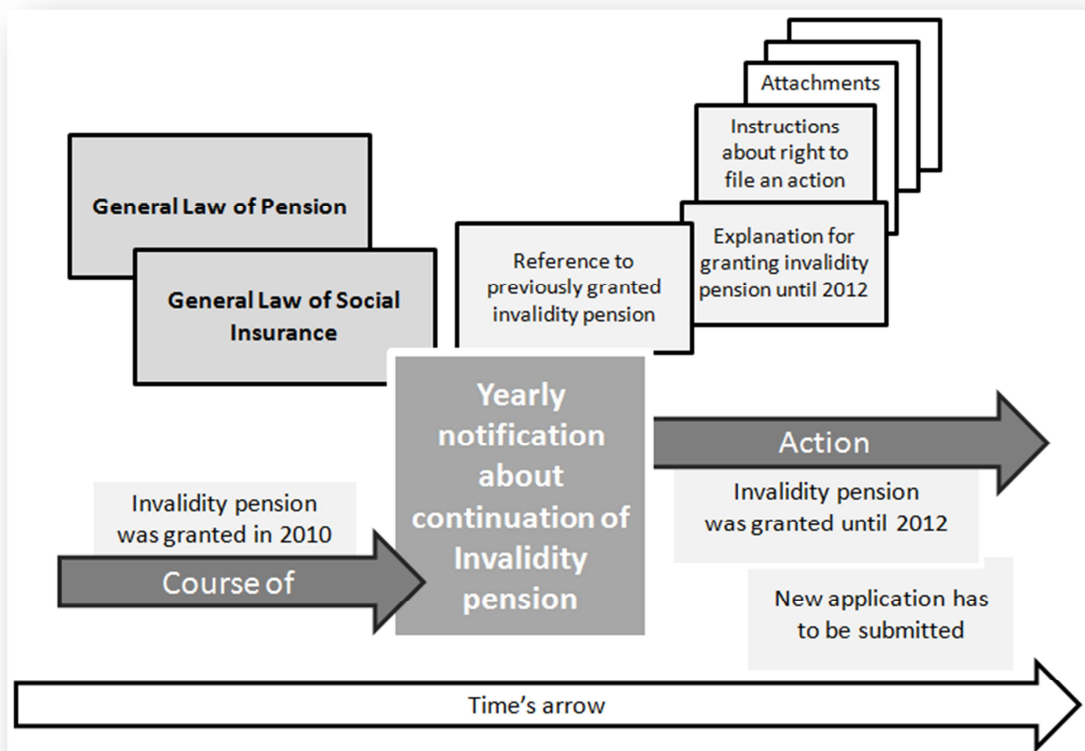 Attachments
Instructions
about right to
file an action
General Law of Pension
Explanation for
granting invalidity
pension until 2012
Reference to
previously granted
invalidity pension
General Law of Social
Insurance
Yearly
notification
about
continuation of
Invalidity
pension
Action
Invalidity pension
was granted until 2012
Invalidity pension
was granted in 2010
Course of
New application has
to be submitted
Time's arrow